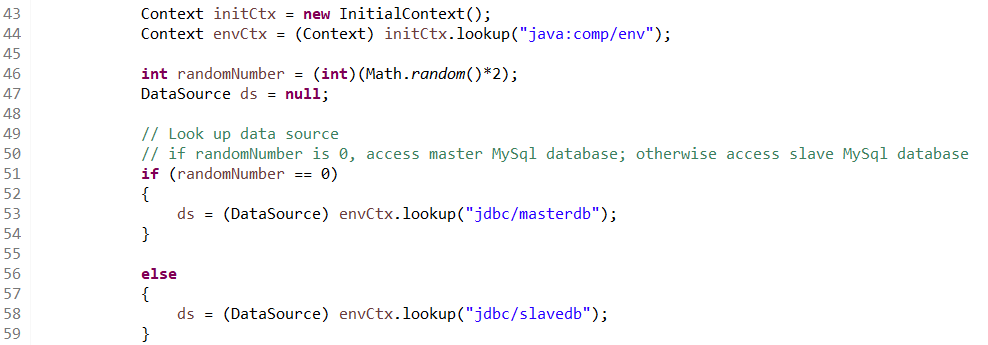 43 Context initCtx = new InitialContext();
44 Context envCtx = (Context) initCtx.lookup("java:comp/env");
45
46 int randomNumber = (int)(Math.random()*2);
47 DataSource ds = null;
48
49 // Look up data source
50 // if randomNumber is 0, access master MySql database; otherwise access slave MySql database
51 if (randomNumber == 0)
52 {
53 ds = (DataSource) envCtx.lookup("jdbc/masterdb");
54 }
55
56 else
57 {
58 ds = (DataSource) envCtx.lookup("jdbc/slavedb");
59 }